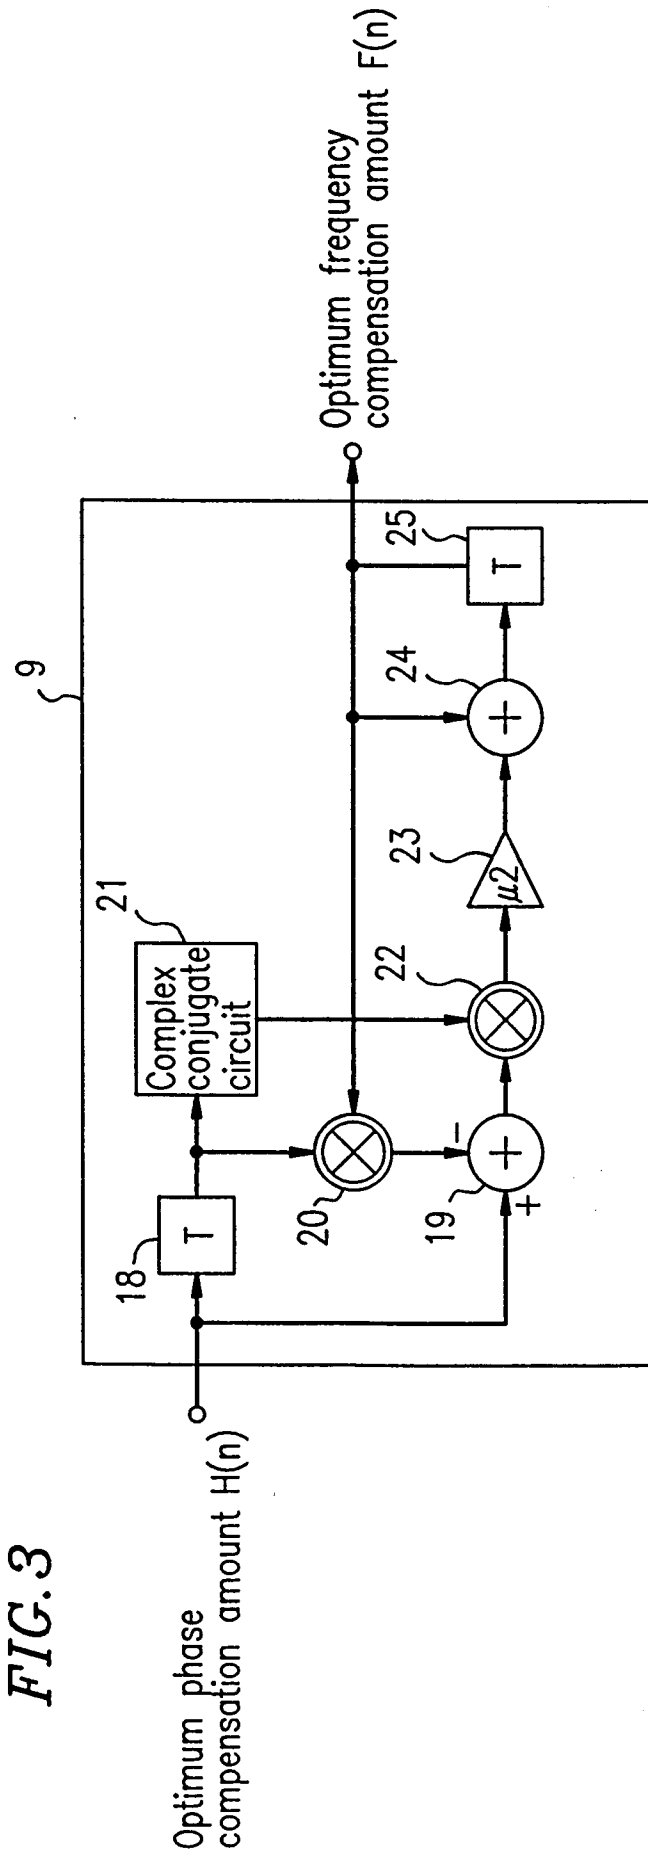 FIG.3
9
Optimum phase
compensation amount H(n)
18
T
21
Complex
conjugate
circuit
20
19
+
−
+
22
23
μ2
24
+
25
T
Optimum frequency
compensation amount F(n)